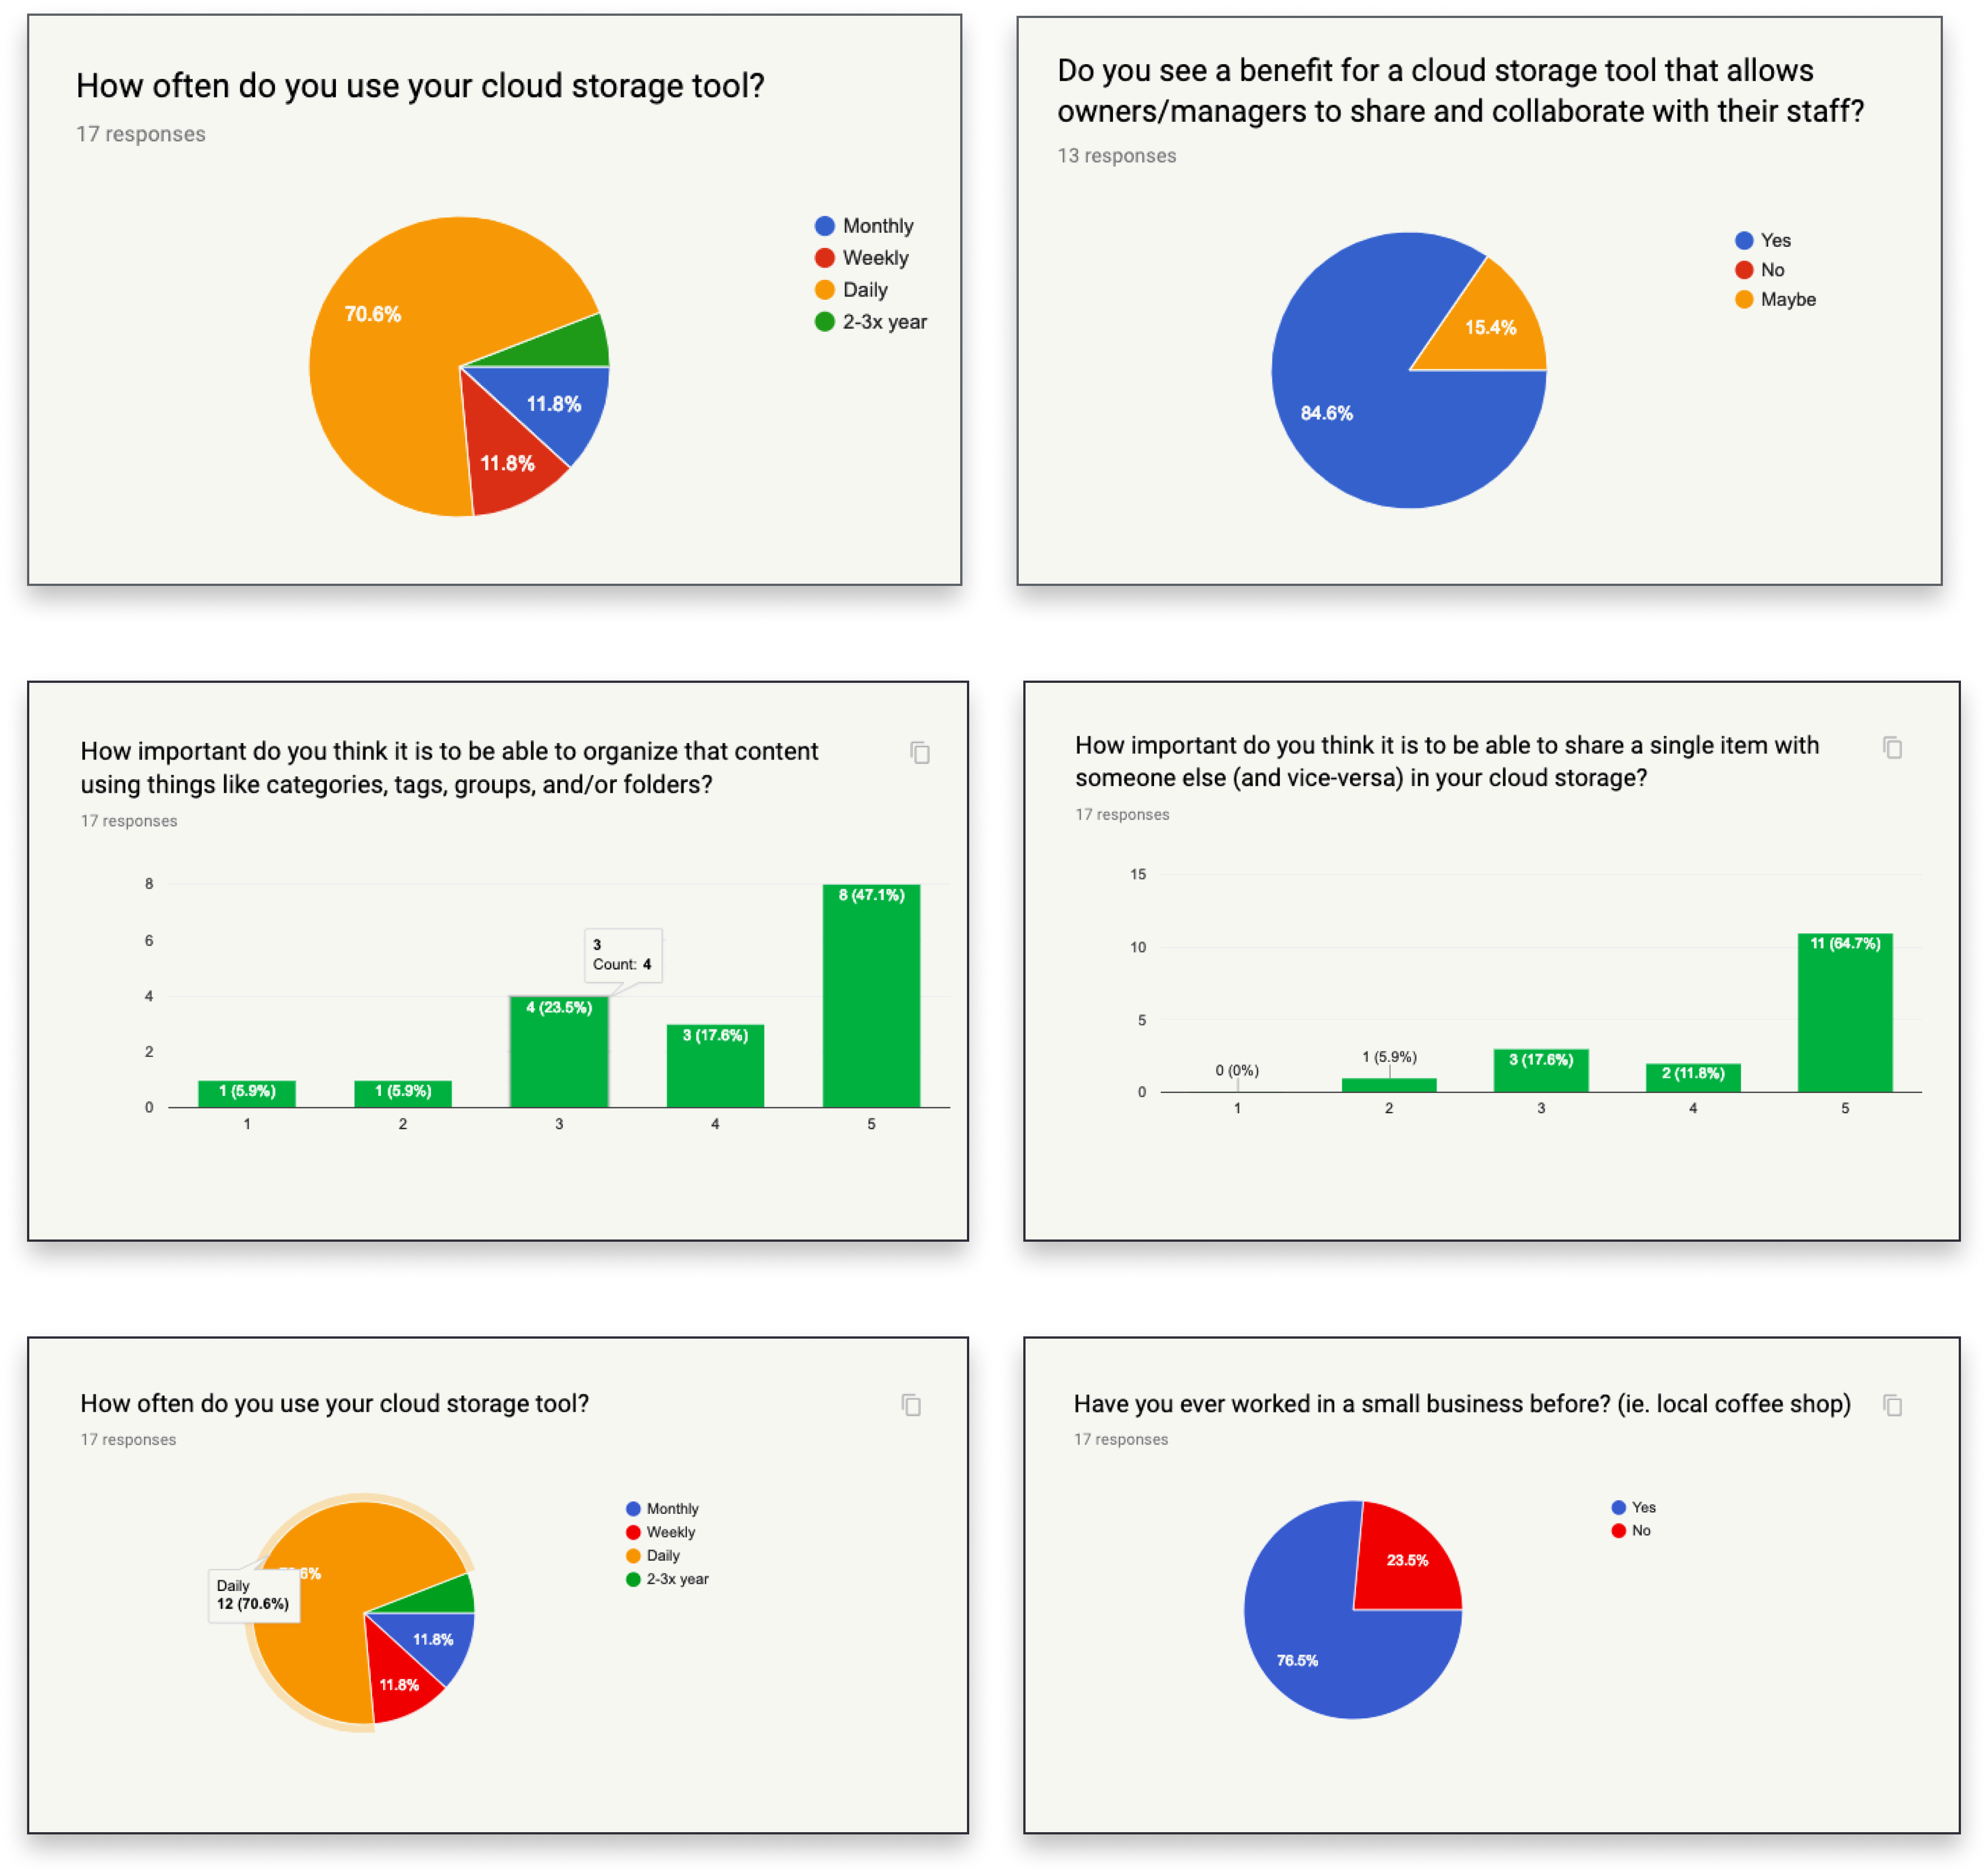 How often do you use your cloud storage tool?
17 responses
Monthly
Weekly
Daily
2-3x year
70.6%
11.8%
11.8%
Do you see a benefit for a cloud storage tool that allows
owners/managers to share and collaborate with their staff?
13 responses
Yes
No
Maybe
15.4%
84.6%
How important do you think it is to be able to organize that content
using things like categories, tags, groups, and/or folders?
17 responses
8
6
4
2
0
1 (5.9%)
1 (5.9%)
4 (23.5%)
3 (17.6%)
8 (47.1%)
3
Count: 4
1
2
3
4
5
How important do you think it is to be able to share a single item with
someone else (and vice-versa) in your cloud storage?
17 responses
15
10
5
0
0 (0%)
1 (5.9%)
3 (17.6%)
2 (11.8%)
11 (64.7%)
1
2
3
4
5
How often do you use your cloud storage tool?
17 responses
Monthly
Weekly
Daily
2-3x year
Daily
12 (70.6%)
11.8%
11.8%
Have you ever worked in a small business before? (ie. local coffee shop)
17 responses
Yes
No
23.5%
76.5%